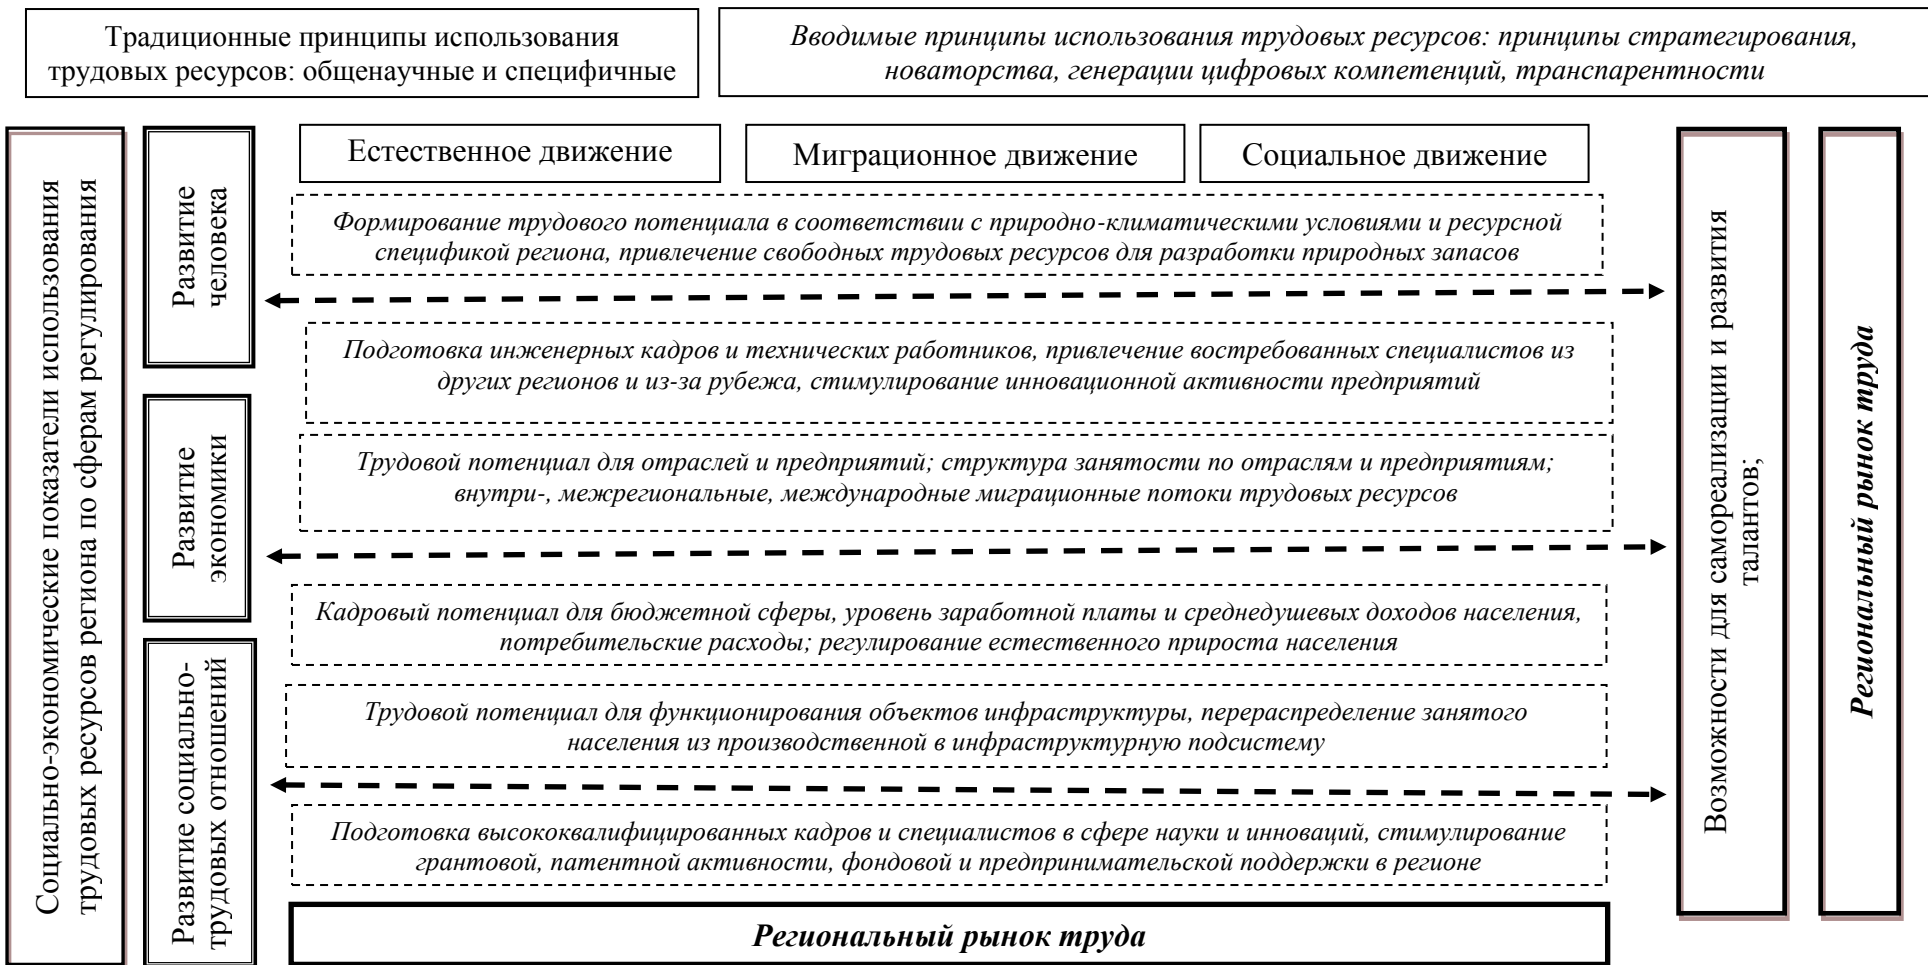 Традиционные принципы использования
трудовых ресурсов: общенаучные и специфичные
Вводимые принципы использования трудовых ресурсов: принципы стратегирования,
новаторства, генерации цифровых компетенций, транспарентности
Социально-экономические показатели использования
трудовых ресурсов региона по сферам регулирования
Развитие
человека
Развитие
экономики
Развитие социально-
трудовых отношений
Естественное движение
Миграционное движение
Социальное движение
Формирование трудового потенциала в соответствии с природно-климатическими условиями и ресурсной
спецификой региона, привлечение свободных трудовых ресурсов для разработки природных запасов
Подготовка инженерных кадров и технических работников, привлечение востребованных специалистов из
других регионов и из-за рубежа, стимулирование инновационной активности предприятий
Трудовой потенциал для отраслей и предприятий; структура занятости по отраслям и предприятиям;
внутри-, межрегиональные, международные миграционные потоки трудовых ресурсов
Кадровый потенциал для бюджетной сферы, уровень заработной платы и среднедушевых доходов населения,
потребительские расходы; регулирование естественного прироста населения
Трудовой потенциал для функционирования объектов инфраструктуры, перераспределение занятого
населения из производственной в инфраструктурную подсистему
Подготовка высококвалифицированных кадров и специалистов в сфере науки и инноваций, стимулирование
грантовой, патентной активности, фондовой и предпринимательской поддержки в регионе
Региональный рынок труда
Возможности для самореализации и развития
талантов;
Региональный рынок труда